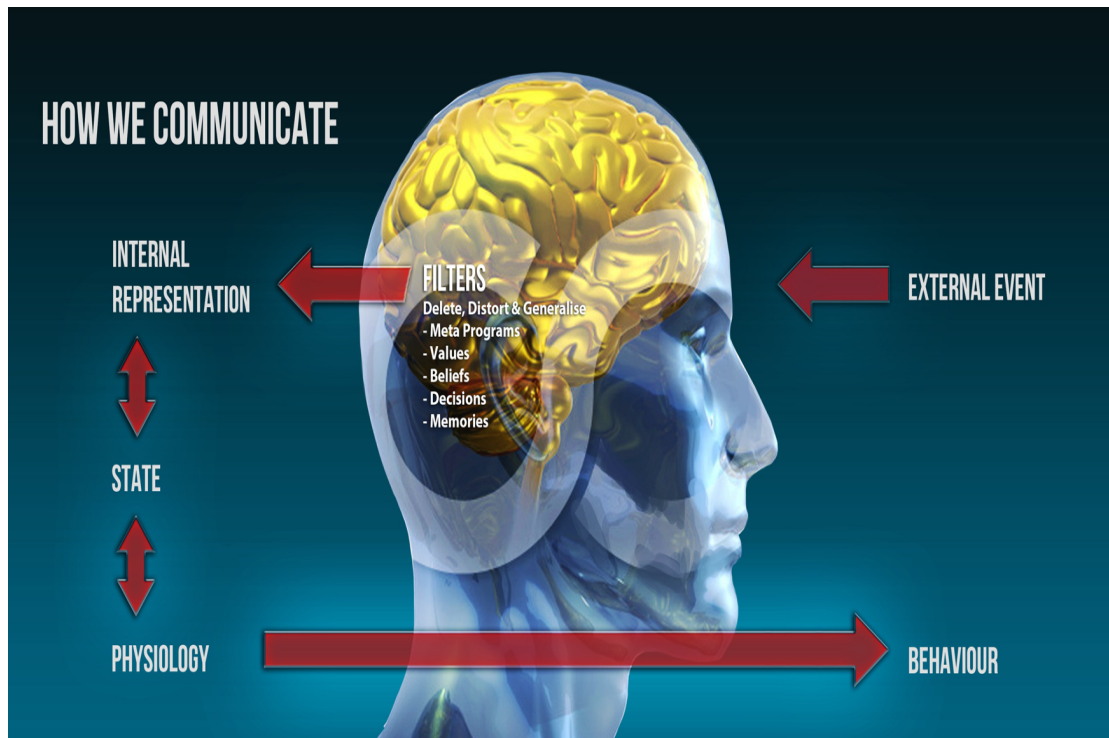 HOW WE COMMUNICATE
INTERNAL
REPRESENTATION
FILTERS
Delete, Distort & Generalise
- Meta Programs
- Values
- Beliefs
- Decisions
- Memories
EXTERNAL EVENT
STATE
PHYSIOLOGY
BEHAVIOUR